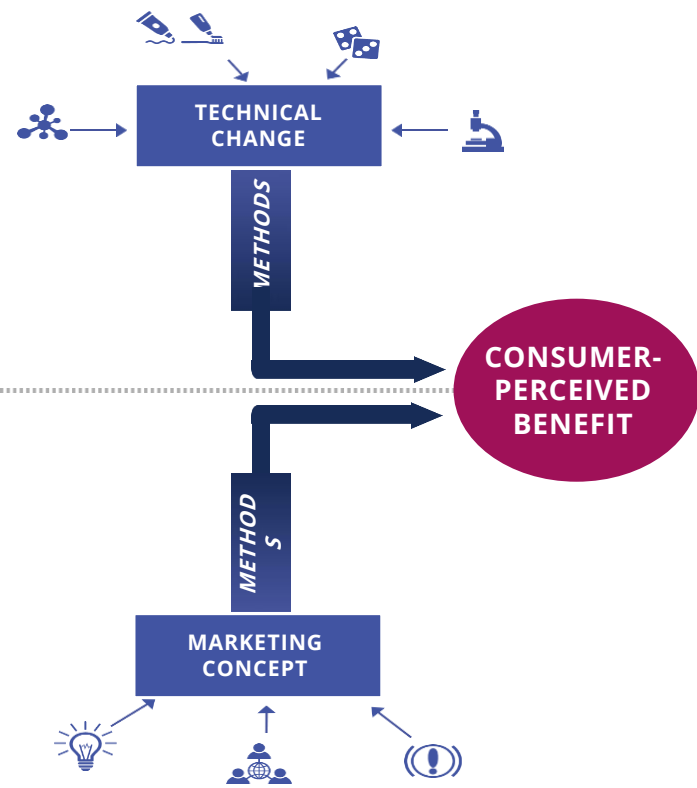 TECHNICAL
CHANGE
METHODS
CONSUMER-
PERCEIVED
BENEFIT
METHOD
S
MARKETING
CONCEPT